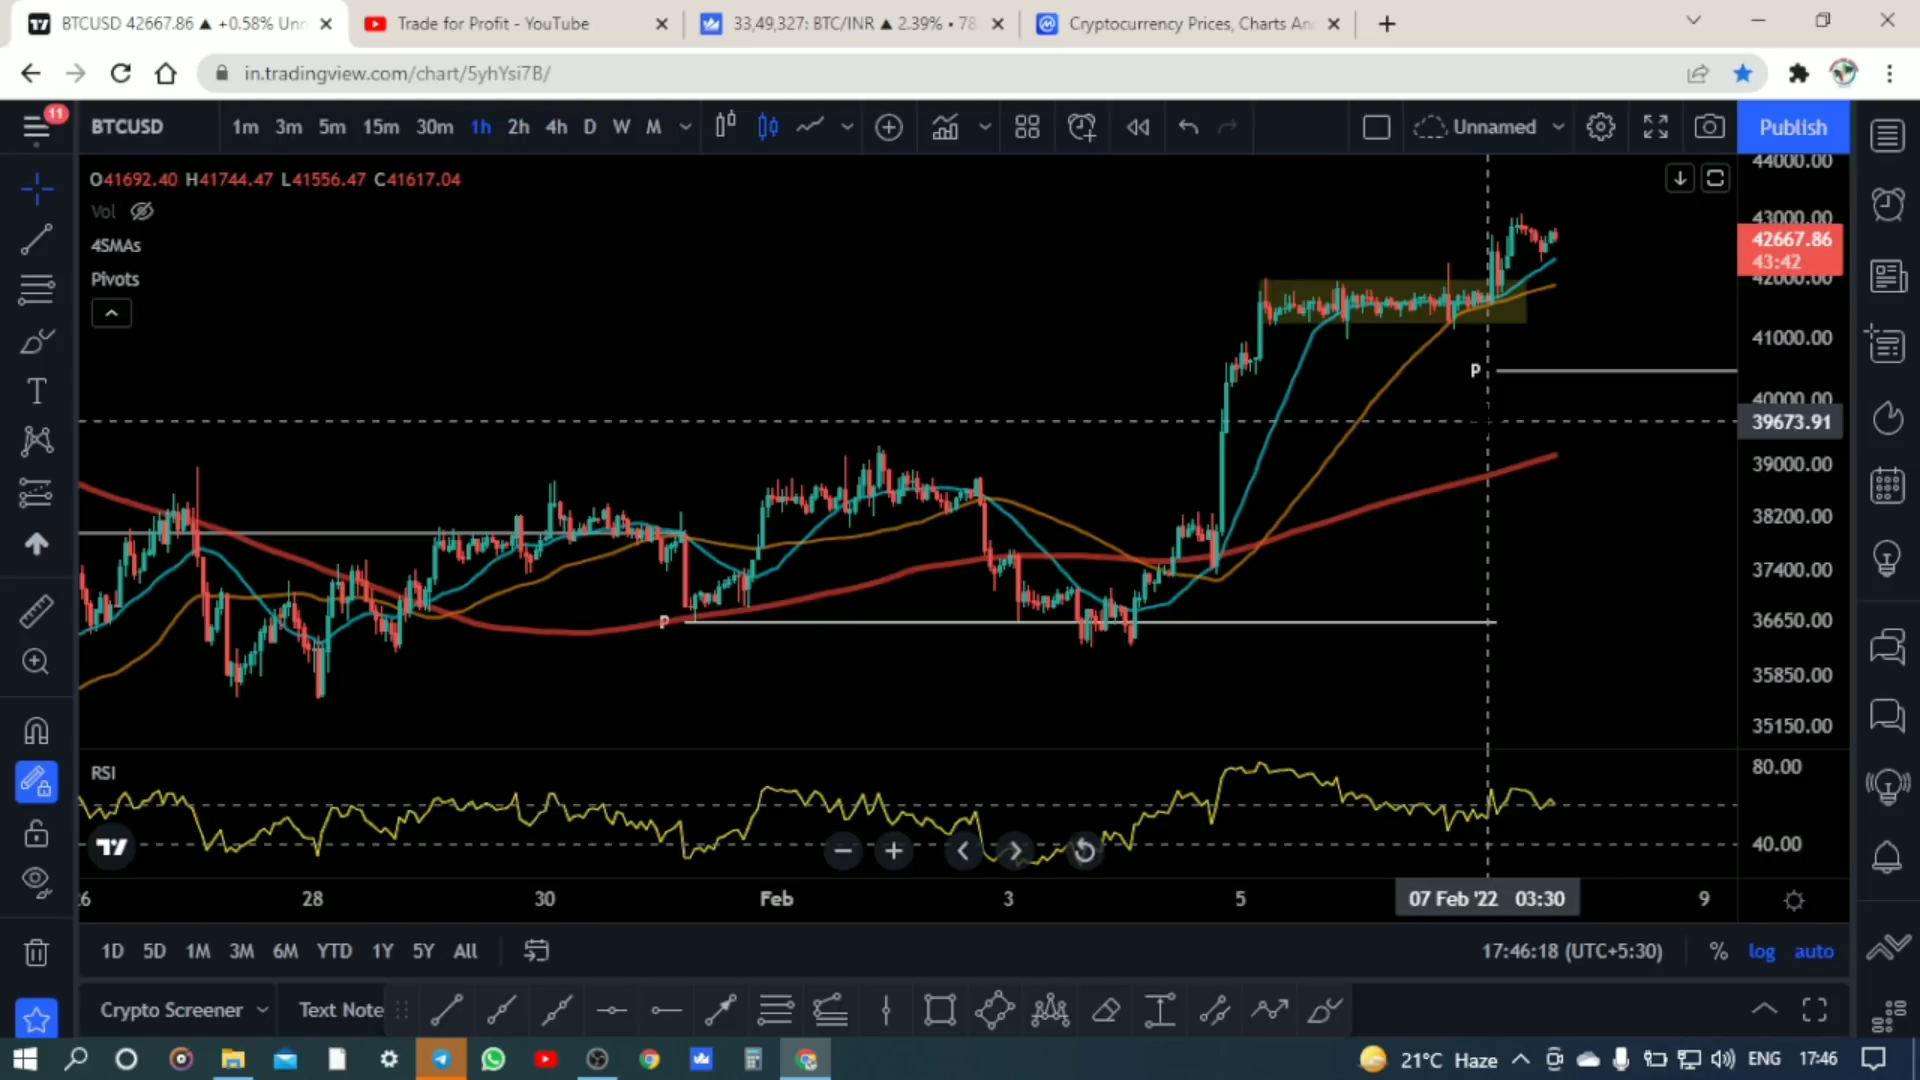 BTCUSD 42667.86 ▲ +0.58% Unn
Trade for Profit - YouTube
33,49,327: BTC/INR ▲ 2.39% • 78
Cryptocurrency Prices, Charts An
in.tradingview.com/chart/5yhYsi7B/
11
BTCUSD 1m 3m 5m 15m 30m 1h 2h 4h D W M Unnamed Publish
O41692.40 H41744.47 L41556.47 C41617.04
Vol
4SMAs
Pivots
44000.00
43000.00
42667.86
43:42
42000.00
41000.00
P
40000.00
39673.91
39000.00
38200.00
37400.00
P
36650.00
35850.00
35150.00
RSI
80.00
40.00
28 30 Feb 3 5 07 Feb '22 03:30 9
1D 5D 1M 3M 6M YTD 1Y 5Y All 17:46:18 (UTC+5:30) % log auto
Crypto Screener Text Note
21°C Haze ENG 17:46